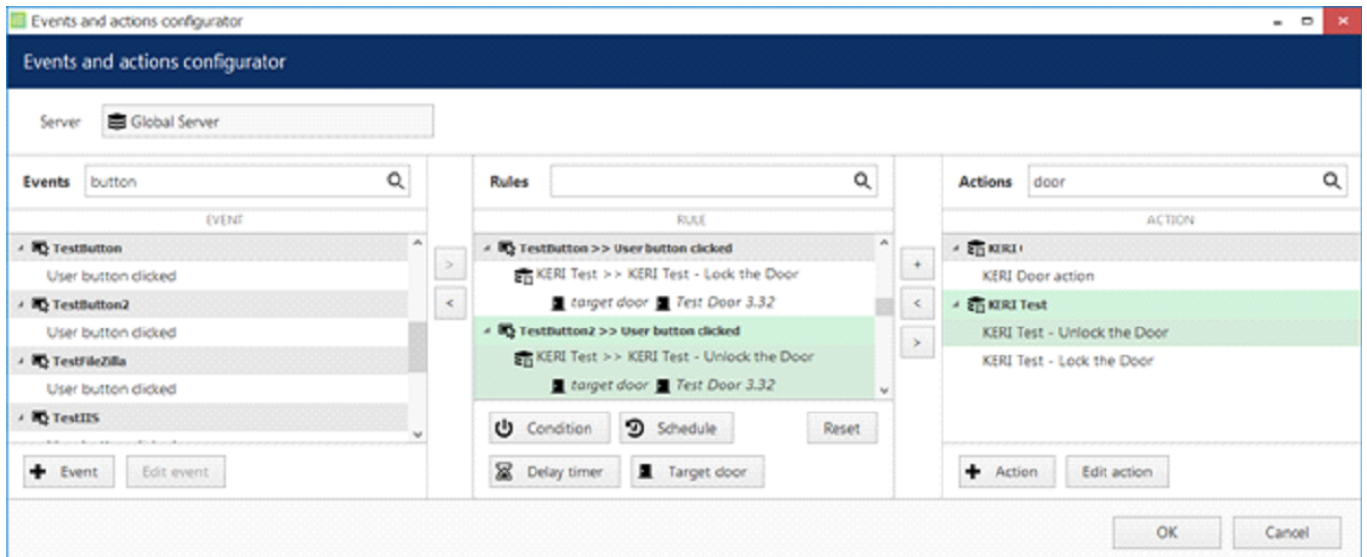 Events and actions configurator
Events and actions configurator
Server Global Server
Events button
EVENT
TestButton
User button clicked
TestButton2
User button clicked
TestFileZilla
User button clicked
TestIIS
+ Event Edit event
>
<
Rules
RULE
TestButton >> User button clicked
KERI Test >> KERI Test - Lock the Door
target door Test Door 3.32
TestButton2 >> User button clicked
KERI Test >> KERI Test - Unlock the Door
target door Test Door 3.32
Condition Schedule Reset
Delay timer Target door
+
<
>
Actions door
ACTION
KERI
KERI Door action
KERI Test
KERI Test - Unlock the Door
KERI Test - Lock the Door
+ Action Edit action
OK Cancel